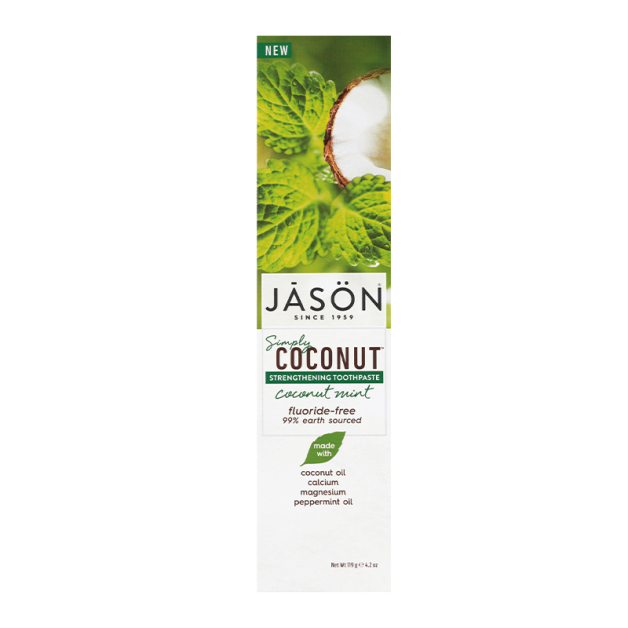 NEW
JĀSÖN
SINCE 1959
Simply
COCONUT™
STRENGTHENING TOOTHPASTE
coconut mint
fluoride-free
99% earth sourced
made
with
coconut oil
calcium
magnesium
peppermint oil
Net Wt 119 g ℮ 4.2 oz